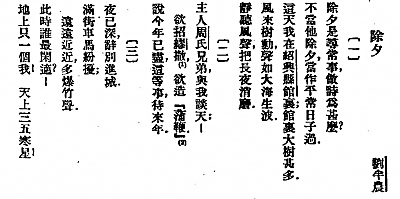 除夕
劉半農
〔一〕
除夕是尋常事，做詩爲甚麼？
不當他除夕，當作平常日子過。
這天我在紹興縣館裏；館裏大樹甚多。
風來樹動，聲如大海生波。
靜聽風聲，把長夜消磨。
〔二〕
主人周氏兄弟，與我談天；——
欲招繆撒，⑴欲造『蒲鞭』⑵
說今年已盡，這等事，待來年。
〔三〕
夜已深，辭別進城。
滿街車馬紛擾；
遠遠近近，多爆竹聲。
此時誰最閒適？——
地上只一個我，天上三五寒星！